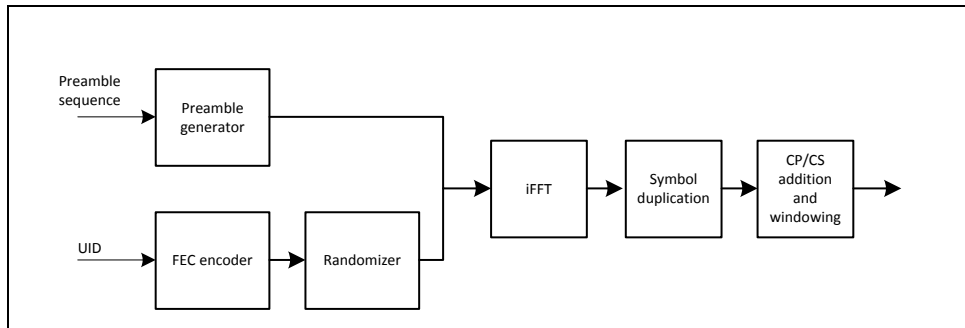 Preamble
sequence
Preamble
generator
iFFT
Symbol
duplication
CP/CS
addition
and
windowing
UID
FEC encoder
Randomizer